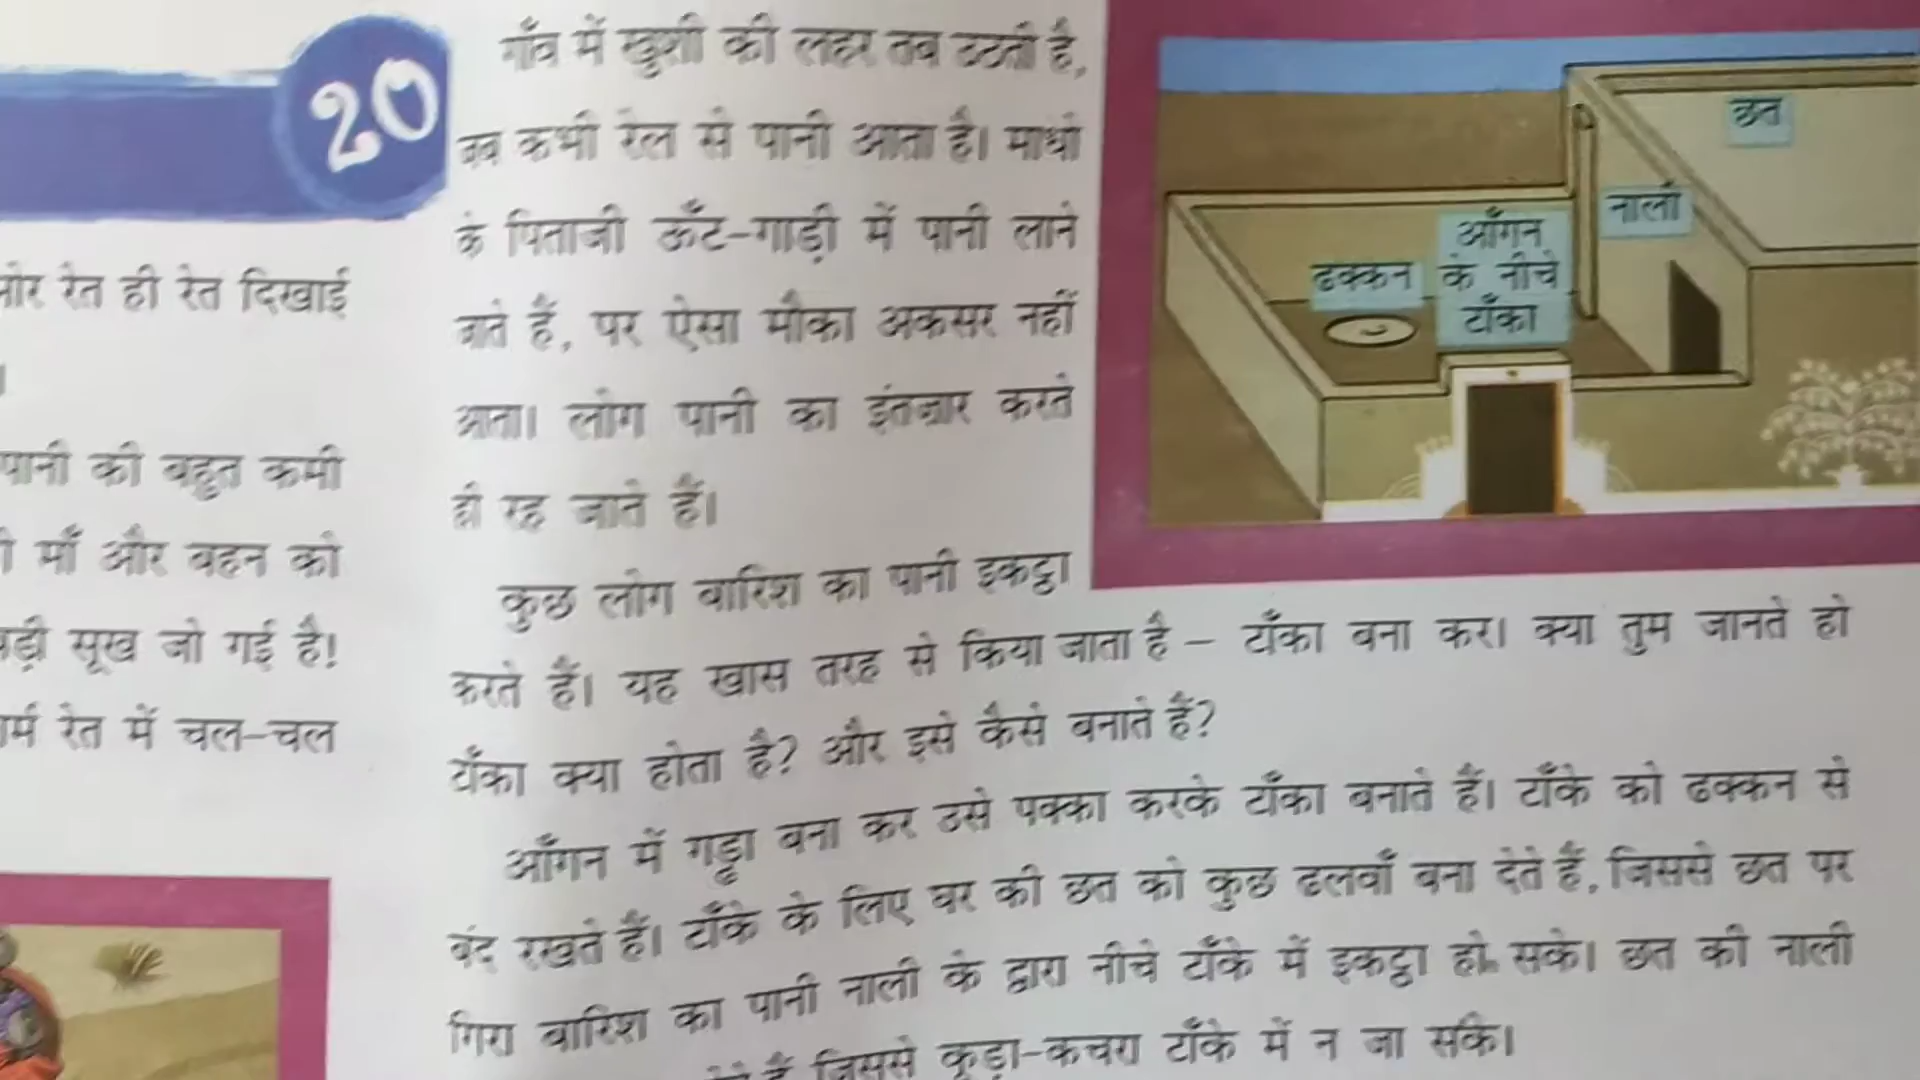 20
रेत ही रेत दिखाई
पानी की बहुत कमी
माँ और बहन को
सूख जो गई है!
रेत में चल-चल
गाँव में खुशी की लहर तब उठती है,
जब कभी रेल से पानी आता है। माधो
के पिताजी ऊँट-गाड़ी में पानी लाने
जाते हैं, पर ऐसा मौका अकसर नहीं
आता। लोग पानी का इंतज़ार करते
ही रह जाते हैं।
कुछ लोग बारिश का पानी इकट्ठा
करते हैं। यह खास तरह से किया जाता है – टाँका बना कर। क्या तुम जानते हो
टाँका क्या होता है? और इसे कैसे बनाते हैं?
आँगन में गड्ढा बना कर उसे पक्का करके टाँका बनाते हैं। टाँके को ढक्कन से
बंद रखते हैं। टाँके के लिए घर की छत को कुछ ढलवाँ बना देते हैं, जिससे छत पर
गिरा बारिश का पानी नाली के द्वारा नीचे टाँके में इकट्ठा हो सके। छत की नाली
हैं जिससे कूड़ा-कचरा टाँके में न जा सके।
छत
नाली
आँगन
के नीचे
टाँका
ढक्कन